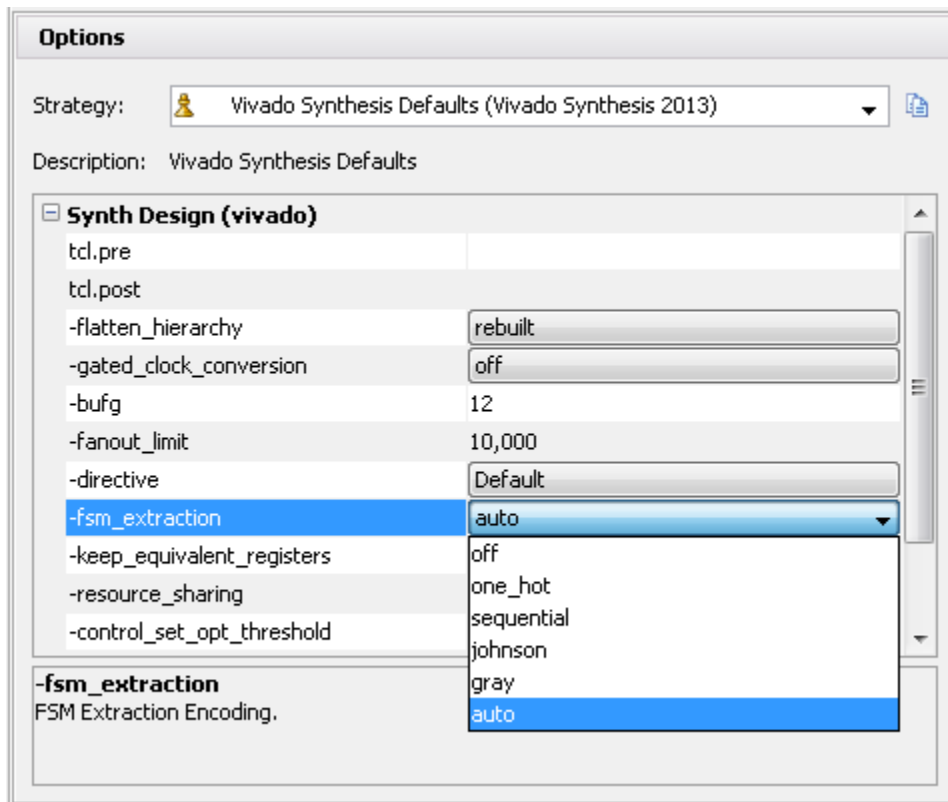 Options
Strategy: Vivado Synthesis Defaults (Vivado Synthesis 2013)
Description: Vivado Synthesis Defaults
Synth Design (vivado)
tcl.pre
tcl.post
-flatten_hierarchy rebuilt
-gated_clock_conversion off
-bufg 12
-fanout_limit 10,000
-directive Default
-fsm_extraction auto
-keep_equivalent_registers off
-resource_sharing one_hot
sequential
-control_set_opt_threshold johnson
-fsm_extraction gray
FSM Extraction Encoding. auto